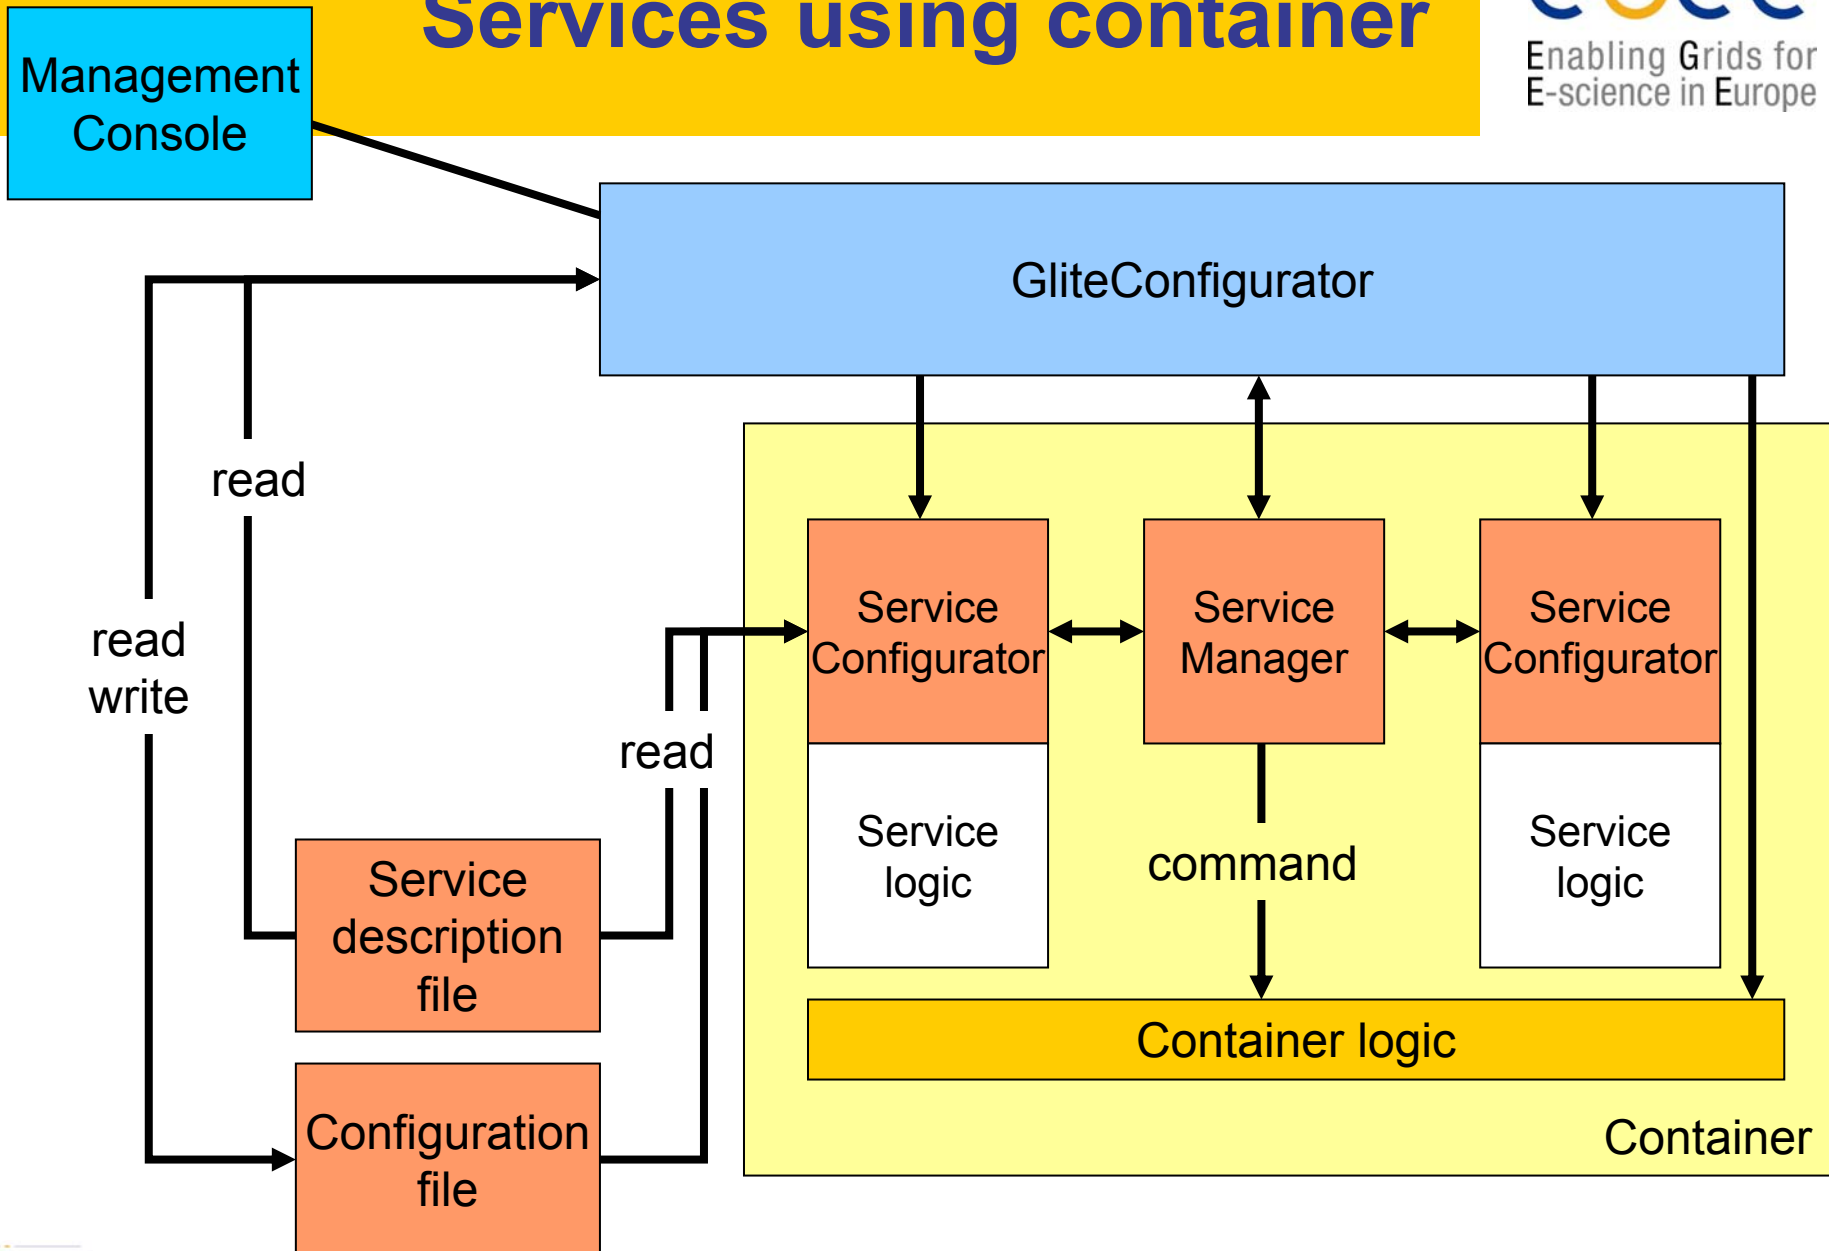 Services using container
Enabling Grids for
E-science in Europe
Management
Console
GliteConfigurator
read
read
write
read
Service
Configurator
Service
Manager
Service
Configurator
Service
logic
command
Service
logic
Service
description
file
Container logic
Configuration
file
Container